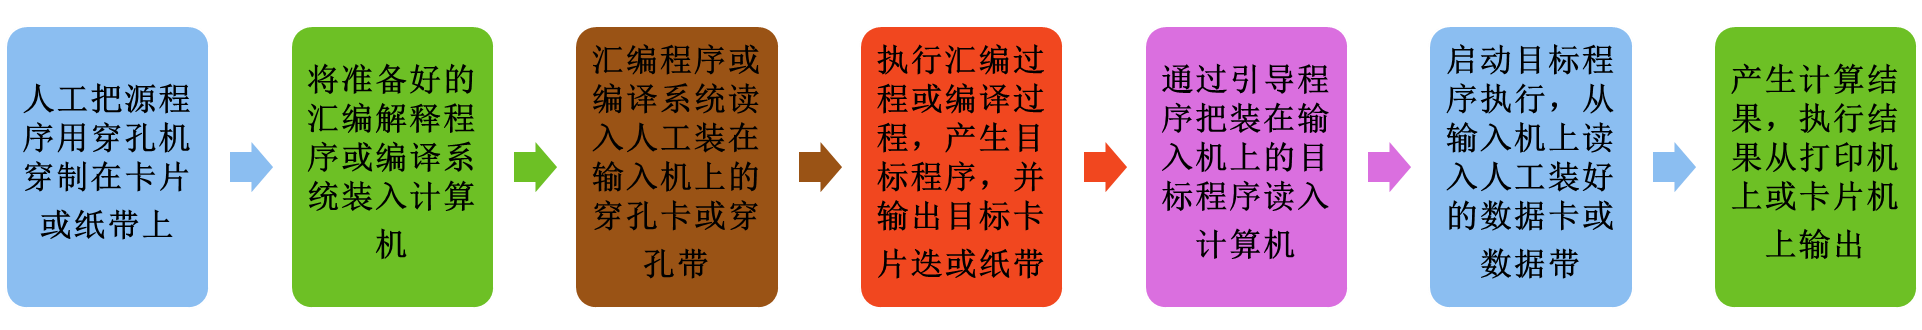 人工把源程
序用穿孔机
穿制在卡片
或纸带上
将准备好的
汇编解释程
序或编译系
统装入计算
机
汇编程序或
编译系统读
入人工装在
输入机上的
穿孔卡或穿
孔带
执行汇编过
程或编译过
程，产生目
标程序，并
输出目标卡
片迭或纸带
通过引导程
序把装在输
入机上的目
标程序读入
计算机
启动目标程
序执行，从
输入机上读
入人工装好
的数据卡或
数据带
产生计算结
果，执行结
果从打印机
上或卡片机
上输出